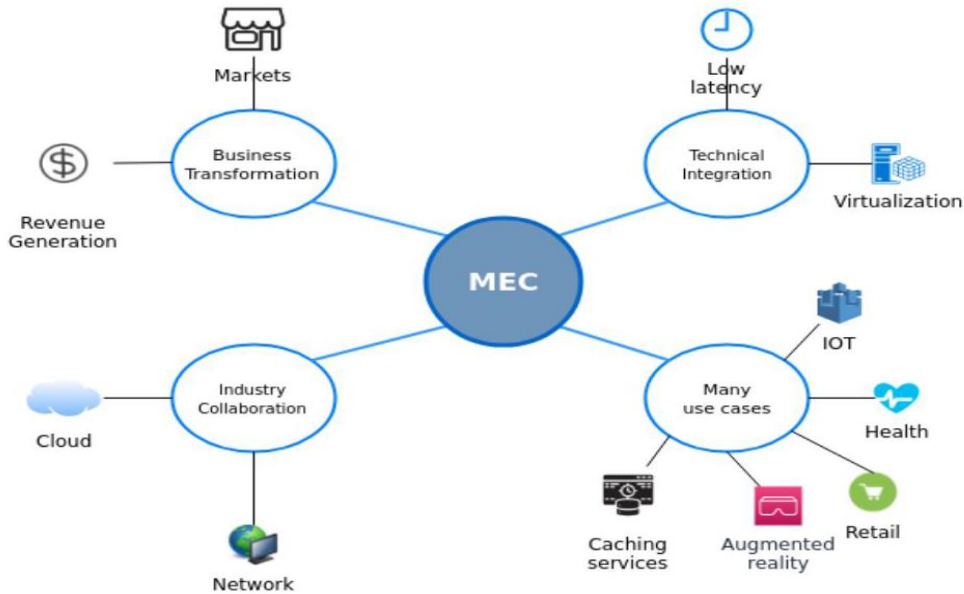 Markets
Low
latency
Business
Transformation
Technical
Integration
Revenue
Generation
Virtualization
MEC
IOT
Industry
Collaboration
Many
use cases
Cloud
Health
Caching
services
Augmented
reality
Retail
Network